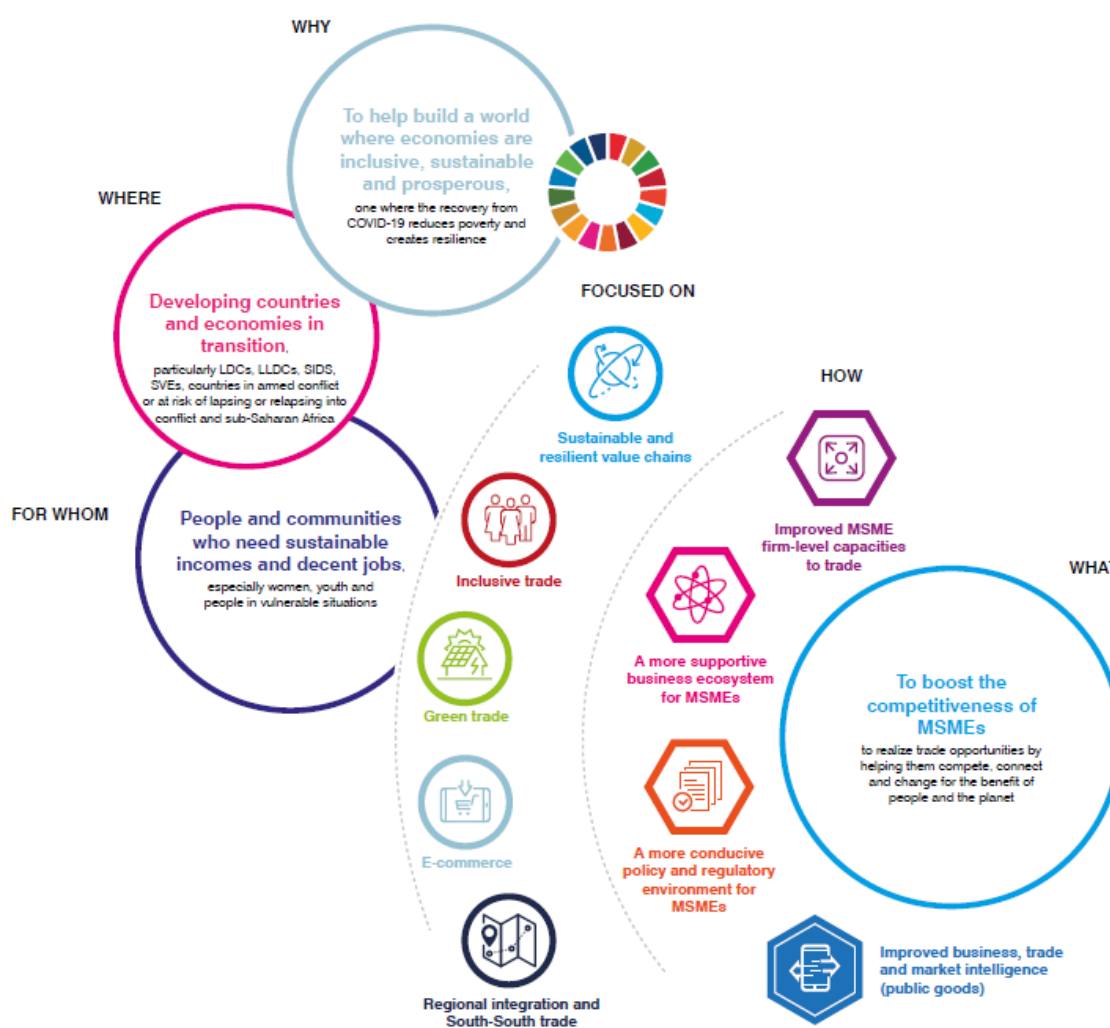 WHY
To help build a world
where economies are
inclusive, sustainable
and prosperous,
one where the recovery from
COVID-19 reduces poverty and
creates resilience
WHERE
Developing countries
and economies in
transition,
particularly LDCs, LLDCs, SIDS,
SVEs, countries in armed conflict
or at risk of lapsing or relapsing into
conflict and sub-Saharan Africa
FOR WHOM
People and communities
who need sustainable
incomes and decent jobs,
especially women, youth and
people in vulnerable situations
FOCUSED ON
Sustainable and
resilient value chains
Inclusive trade
Green trade
E-commerce
Regional integration and
South-South trade
HOW
Improved MSME
firm-level capacities
to trade
A more supportive
business ecosystem
for MSMEs
A more conducive
policy and regulatory
environment for
MSMEs
Improved business, trade
and market intelligence
(public goods)
WHAT
To boost the
competitiveness of
MSMEs
to realize trade opportunities by
helping them compete, connect
and change for the benefit of
people and the planet